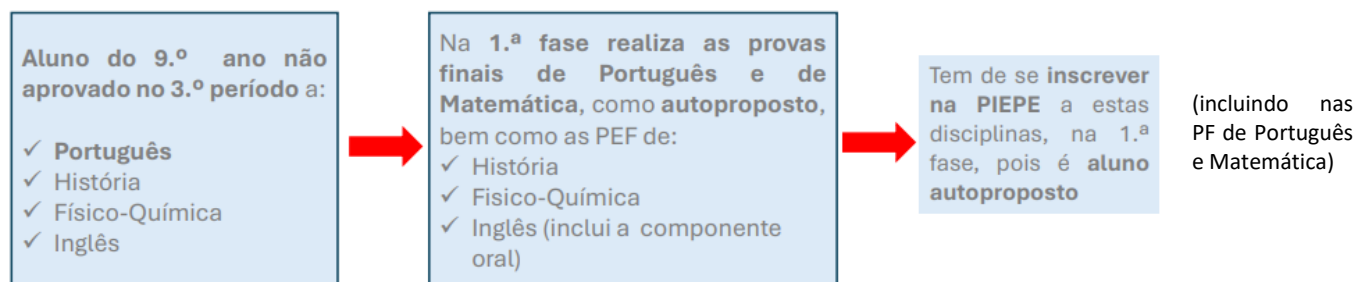 Aluno do 9.º ano não
aprovado no 3.º período a:
✓ Português
✓ História
✓ Físico-Química
✓ Inglês
Na 1.ª fase realiza as provas
finais de Português e de
Matemática, como autoproposto,
bem como as PEF de:
✓ História
✓ Fisico-Química
✓ Inglês (inclui a componente
oral)
Tem de se inscrever
na PIEPE a estas
disciplinas, na 1.ª
fase, pois é aluno
autoproposto
(incluindo nas
PF de Português
e Matemática)